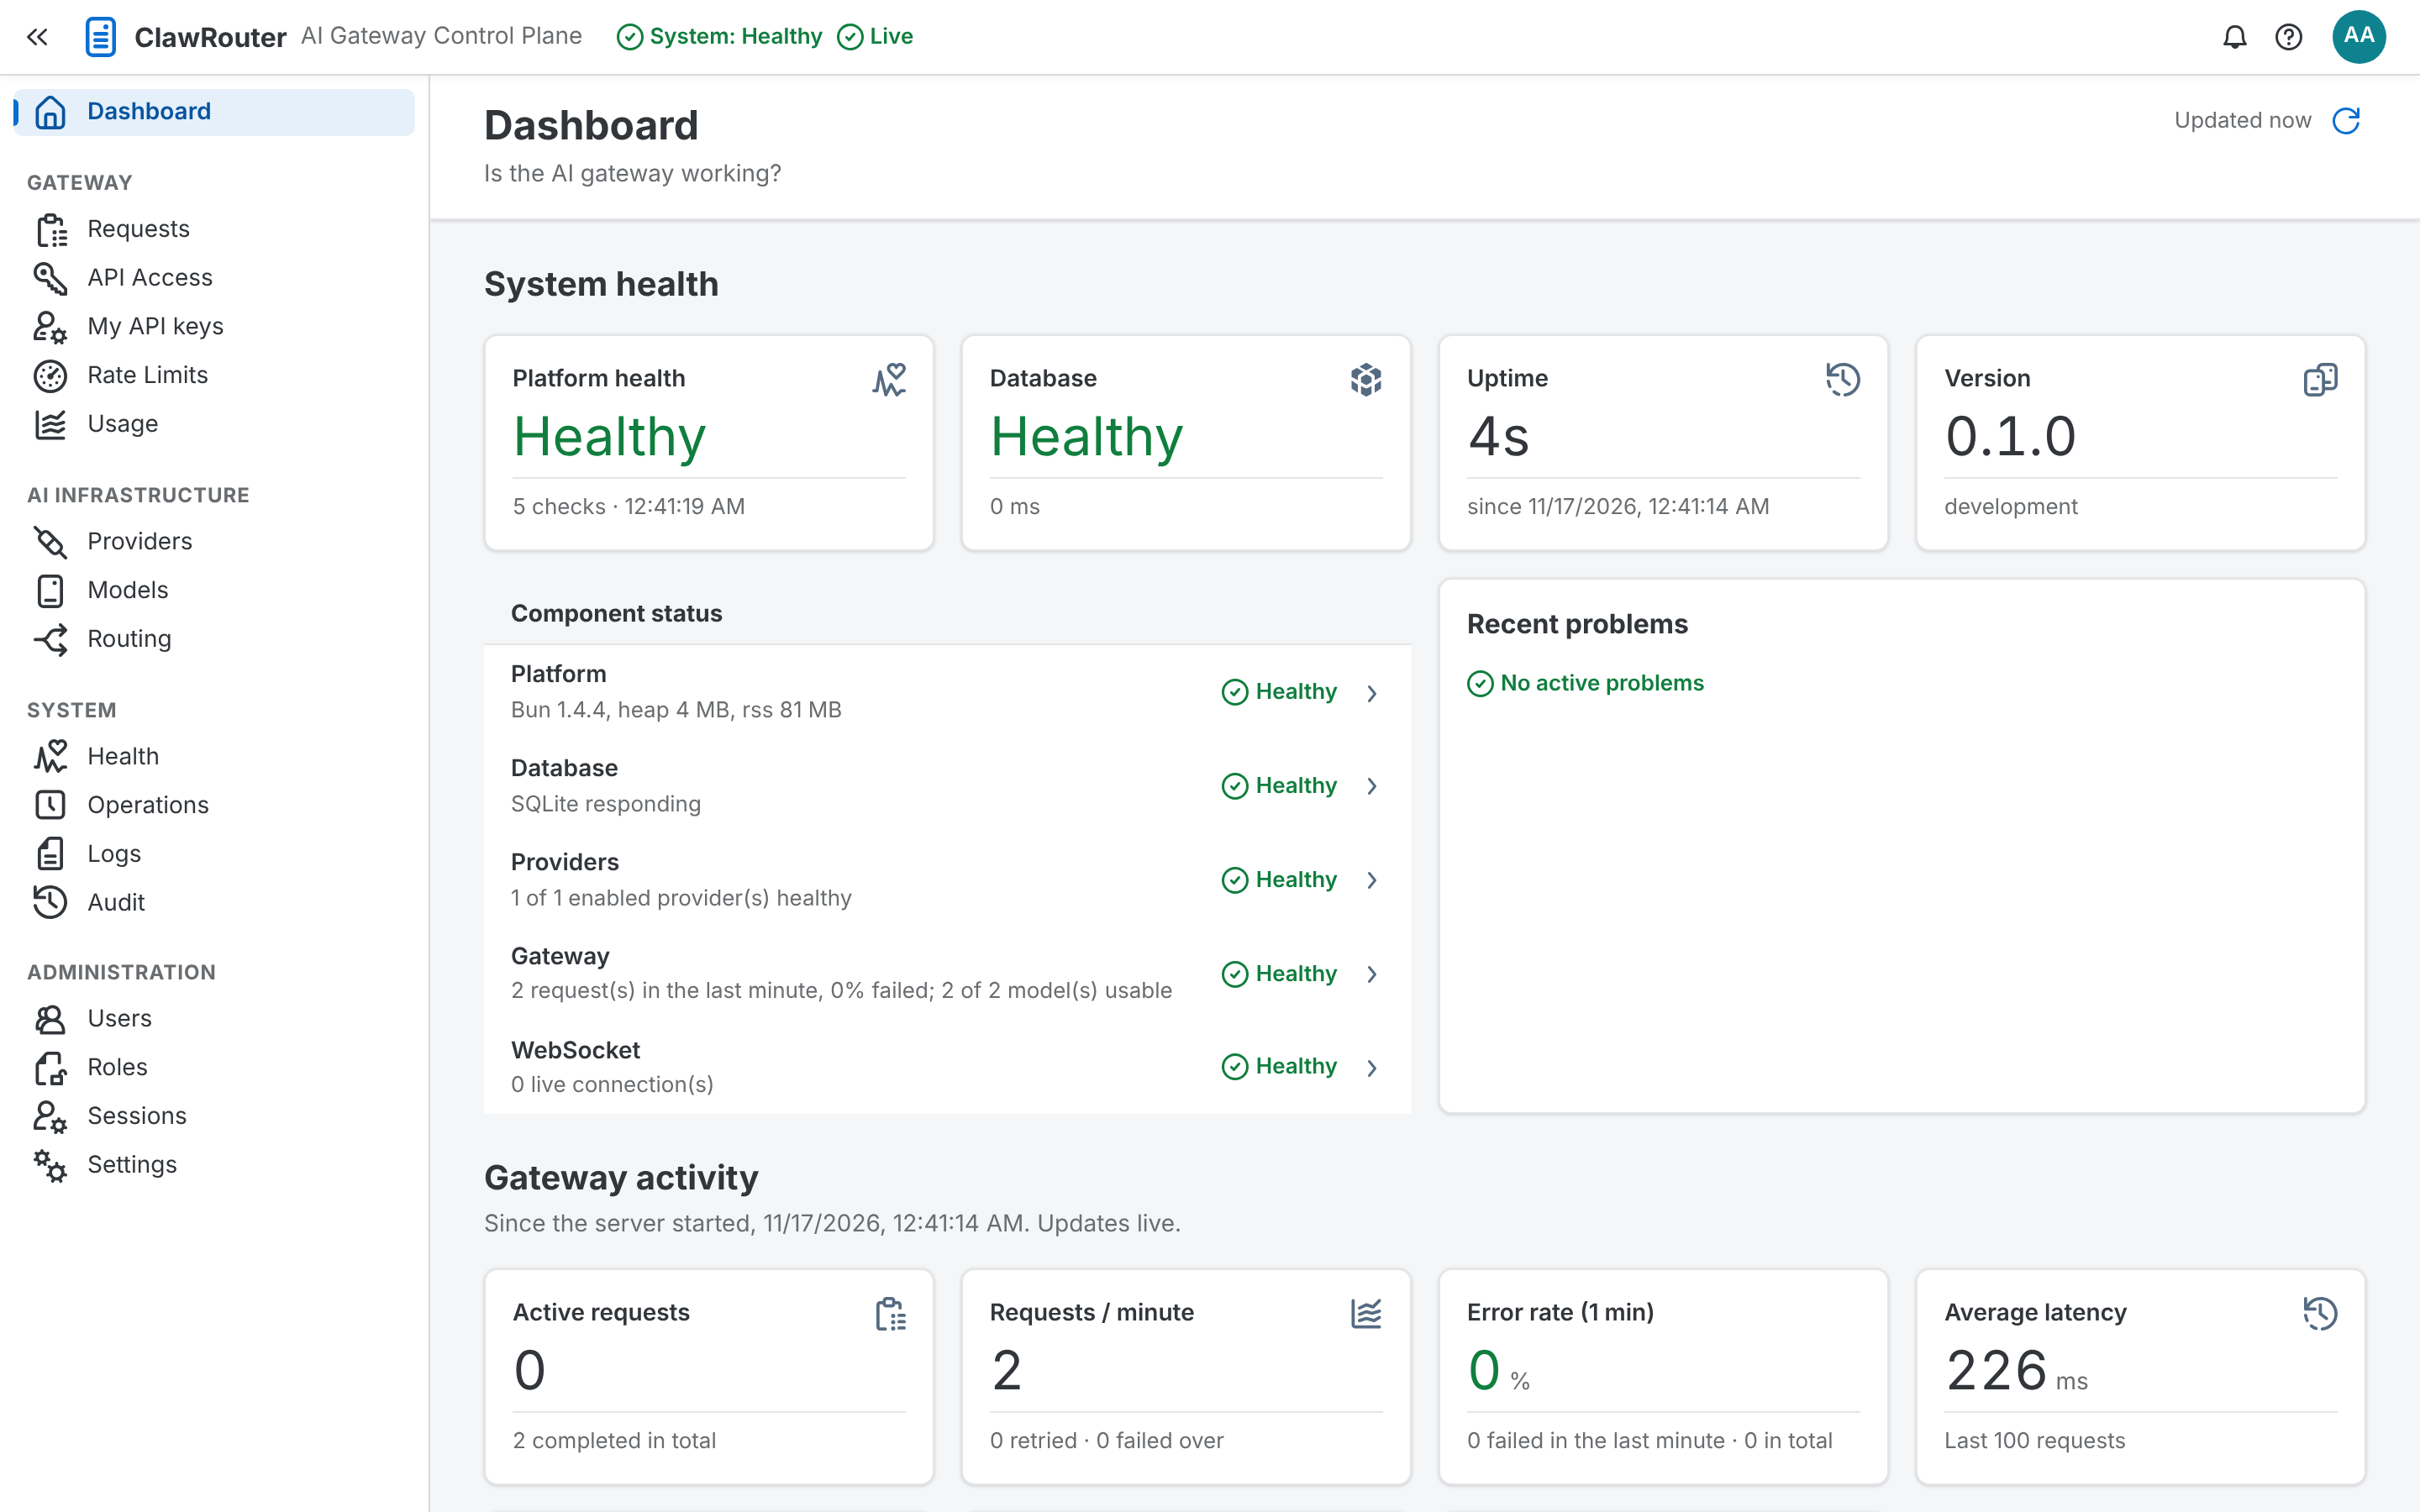 ClawRouter AI Gateway Control Plane System: Healthy Live AA
Dashboard
GATEWAY
Requests
API Access
My API keys
Rate Limits
Usage
AI INFRASTRUCTURE
Providers
Models
Routing
SYSTEM
Health
Operations
Logs
Audit
ADMINISTRATION
Users
Roles
Sessions
Settings
Dashboard
Updated now
Is the AI gateway working?
System health
Platform health
Healthy
5 checks · 12:41:19 AM
Database
Healthy
0 ms
Uptime
4s
since 11/17/2026, 12:41:14 AM
Version
0.1.0
development
Component status
Platform
Bun 1.4.4, heap 4 MB, rss 81 MB
Healthy
Database
SQLite responding
Healthy
Providers
1 of 1 enabled provider(s) healthy
Healthy
Gateway
2 request(s) in the last minute, 0% failed; 2 of 2 model(s) usable
Healthy
WebSocket
0 live connection(s)
Healthy
Recent problems
No active problems
Gateway activity
Since the server started, 11/17/2026, 12:41:14 AM. Updates live.
Active requests
0
2 completed in total
Requests / minute
2
0 retried · 0 failed over
Error rate (1 min)
0 %
0 failed in the last minute · 0 in total
Average latency
226 ms
Last 100 requests